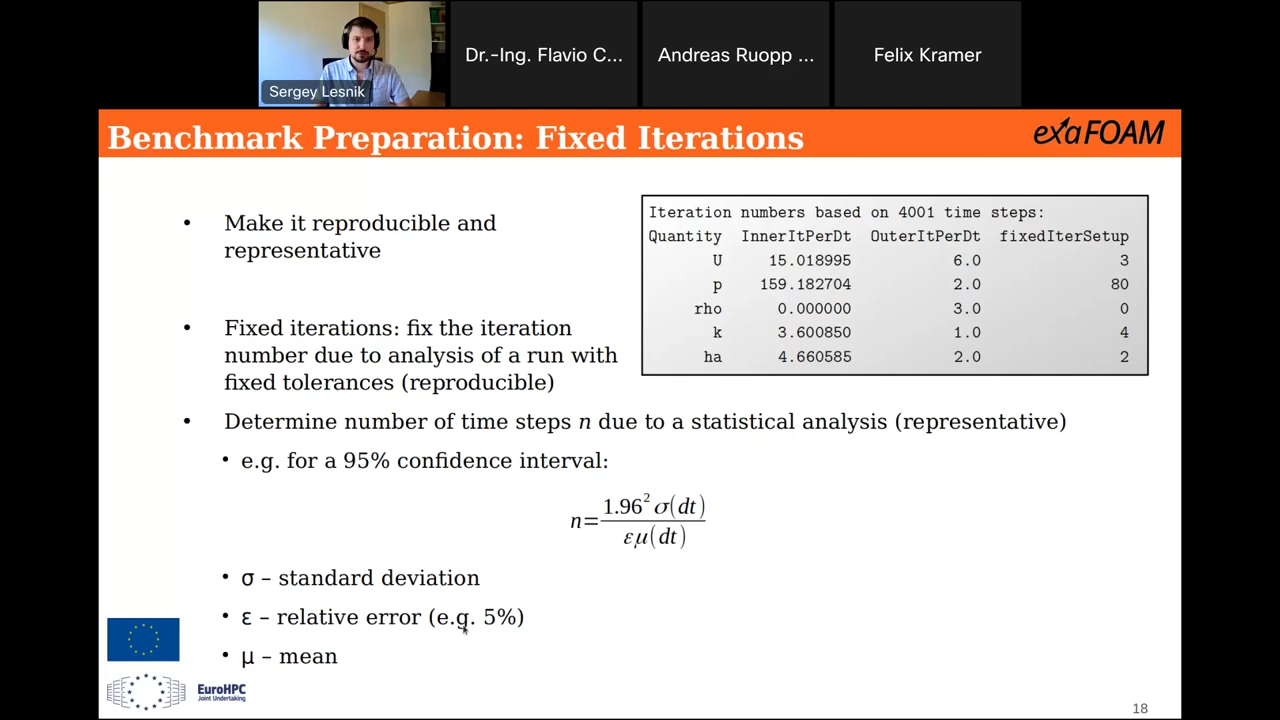 Dr.-Ing. Flavio C...
Andreas Ruopp ...
Felix Kramer
Sergey Lesnik
Benchmark Preparation: Fixed Iterations
exaFOAM
• Make it reproducible and
representative
Iteration numbers based on 4001 time steps:
Quantity InnerItPerDt OuterItPerDt fixedIterSetup
U 15.018995 6.0 3
p 159.182704 2.0 80
rho 0.000000 3.0 0
k 3.600850 1.0 4
ha 4.660585 2.0 2
• Fixed iterations: fix the iteration
number due to analysis of a run with
fixed tolerances (reproducible)
• Determine number of time steps n due to a statistical analysis (representative)
• e.g. for a 95% confidence interval:
n=1.96² σ(dt)/εμ(dt)
• σ – standard deviation
• ε – relative error (e.g. 5%)
• μ – mean
EuroHPC
Joint Undertaking
18